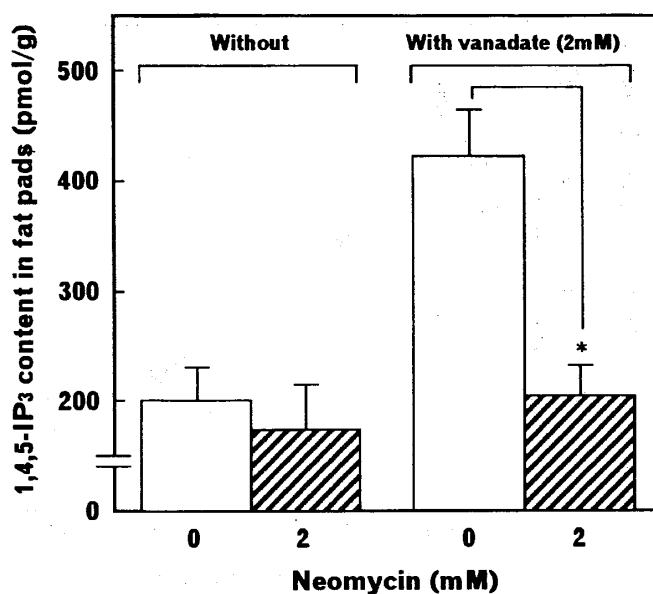 Without
With vanadate (2mM)
1,4,5-IP3 content in fat pads (pmol/g)
500
400
300
200
0
*
0
2
0
2
Neomycin (mM)